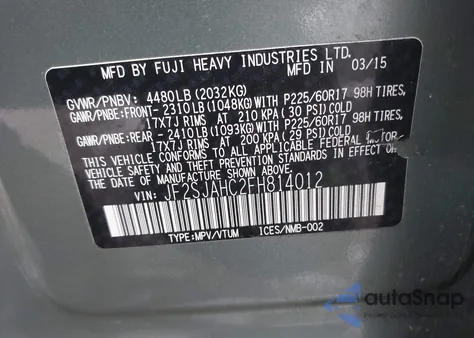 MFD BY FUJI HEAVY INDUSTRIES LTD. 03/15
GVWR/PNBV: 4480LB (2032KG)
GAWR/PNBE:FRONT- 2310LB (1048KG) WITH P225/60R17 98H TIRES,
17X7J RIMS AT 210 KPA (30 PSI) COLD
GAWR/PNBE:REAR - 2410LB (1093KG) WITH P225/60R17 98H TIRES,
17X7J RIMS AT 200 KPA (29 PSI) COLD
THIS VEHICLE CONFORMS TO ALL APPLICABLE FEDERAL MOTOR
VEHICLE SAFETY AND BUMPER STANDARDS IN EFFECT ON THE
DATE OF MANUFACTURE SHOWN ABOVE.
VIN: JF2SJAHC2FH814012
TYPE:MPV/VTUM ICES/NMB-002
autoSnap